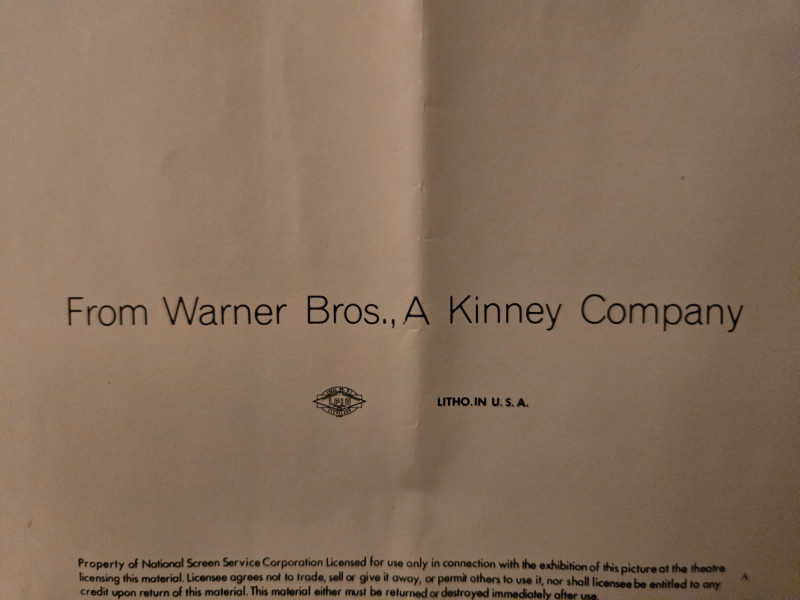 From Warner Bros., A Kinney Company
LPIU
LITHO. IN U. S. A.
Property of National Screen Service Corporation Licensed for use only in connection with the exhibition of this picture at the theatre
licensing this material. Licensee agrees not to trade, sell or give it away, or permit others to use it, nor shall licensee be entitled to any
credit upon return of this material. This material either must be returned or destroyed immediately after use.